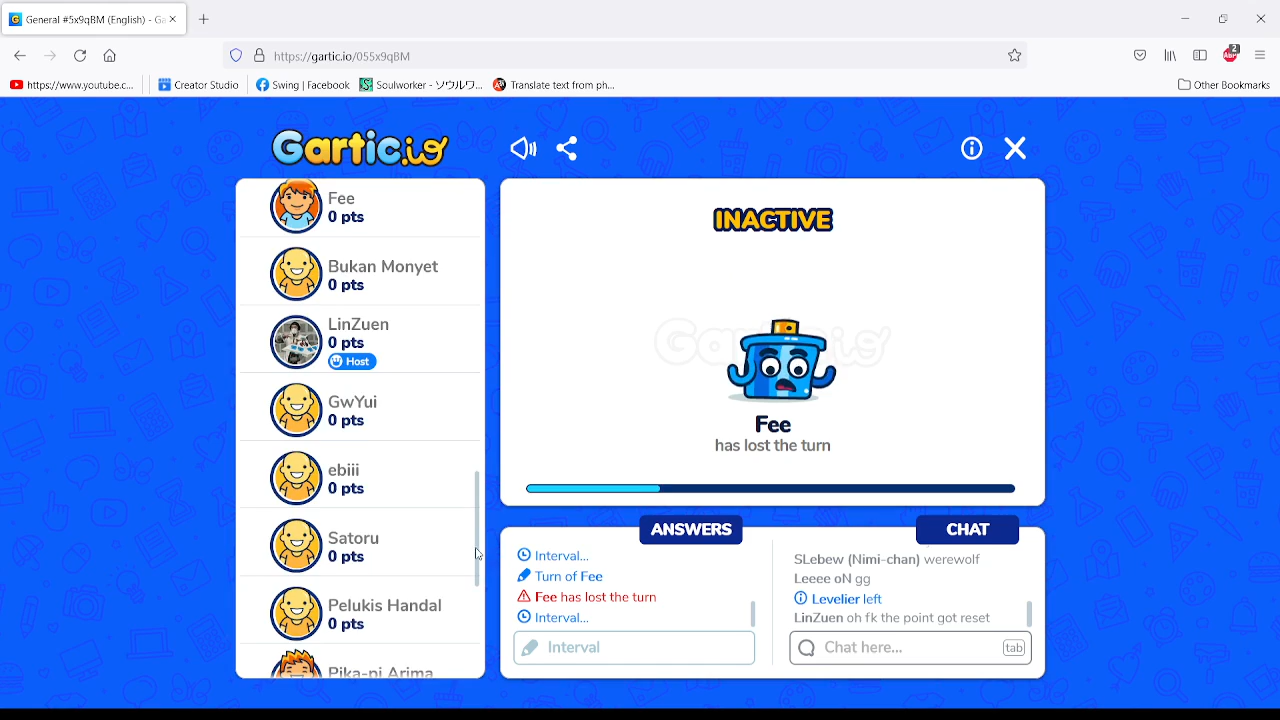 General #5x9qBM (English) - Ga
https://gartic.io/055x9qBM
2
https://www.youtube.c...
Creator Studio
Swing | Facebook
Soulworker - ソウルワ...
Translate text from ph...
Other Bookmarks
Gartic.io
Fee
0 pts
Bukan Monyet
0 pts
LinZuen
0 pts
Host
GwYui
0 pts
ebiii
0 pts
Satoru
0 pts
Pelukis Handal
0 pts
Pika-pi Arima
INACTIVE
Fee
has lost the turn
ANSWERS
Interval...
Turn of Fee
Fee has lost the turn
Interval...
Interval
CHAT
SLebew (Nimi-chan) werewolf
Leeee oN gg
Levelier left
LinZuen oh fk the point got reset
Chat here...
tab